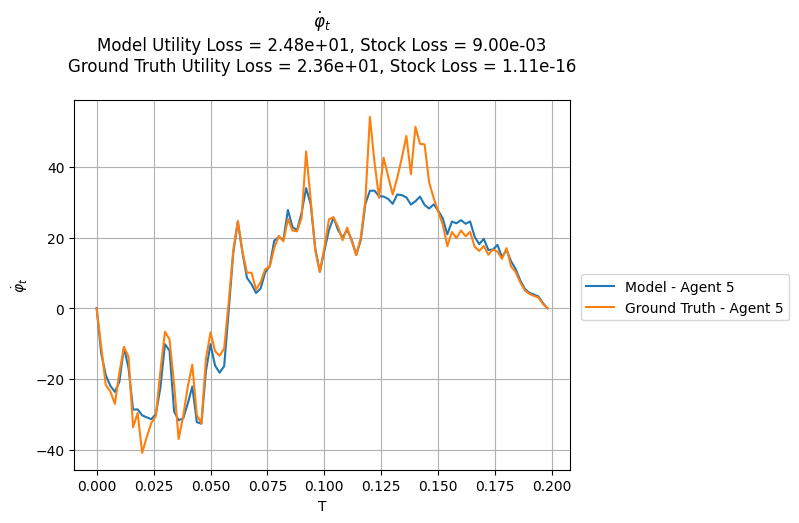 φ̇ₜ
Model Utility Loss = 2.48e+01, Stock Loss = 9.00e-03
Ground Truth Utility Loss = 2.36e+01, Stock Loss = 1.11e-16
40
20
0
−20
−40
φ̇ₜ
0.000 0.025 0.050 0.075 0.100 0.125 0.150 0.175 0.200
T
Model - Agent 5
Ground Truth - Agent 5